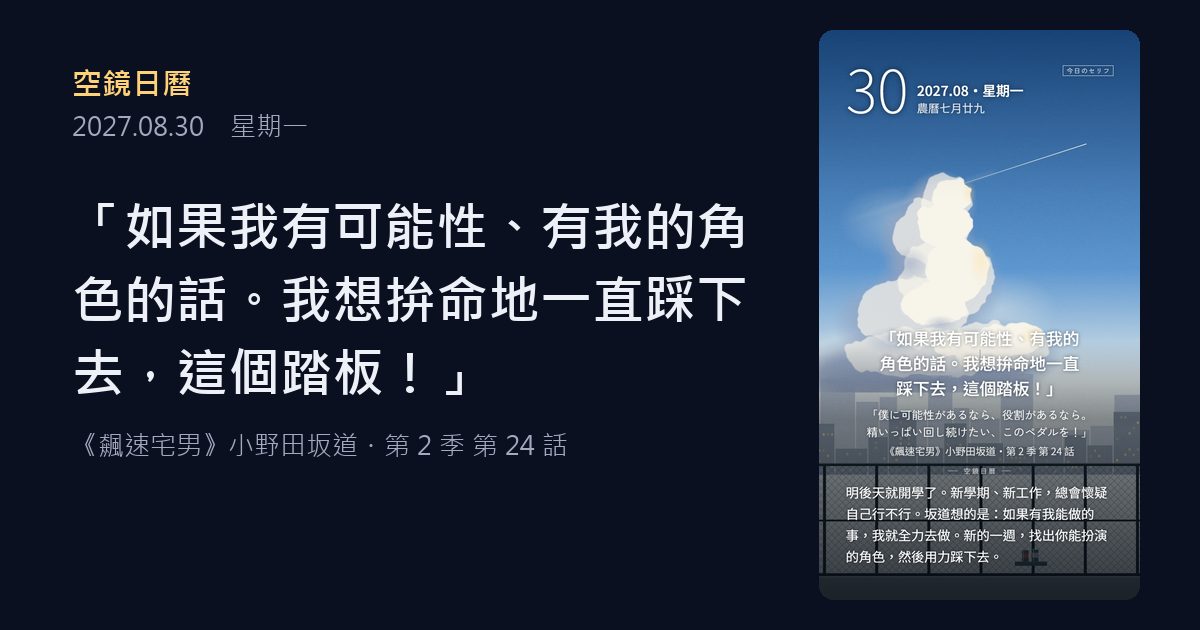 空鏡日曆
2027.08.30 星期一
「如果我有可能性、有我的角
色的話。我想拚命地一直踩下
去，這個踏板！」
《飆速宅男》小野田坂道．第 2 季 第 24 話
30
2027.08・星期一
農曆七月廿九
今日のセリフ
「如果我有可能性、有我的
角色的話。我想拚命地一直
踩下去，這個踏板！」
「僕に可能性があるなら、役割があるなら。
精いっぱい回し続けたい、このペダルを！」
《飆速宅男》小野田坂道・第 2 季 第 24 話
— 空鏡日曆 —
明後天就開學了。新學期、新工作，總會懷疑
自己行不行。坂道想的是：如果有我能做的
事，我就全力去做。新的一週，找出你能扮演
的角色，然後用力踩下去。